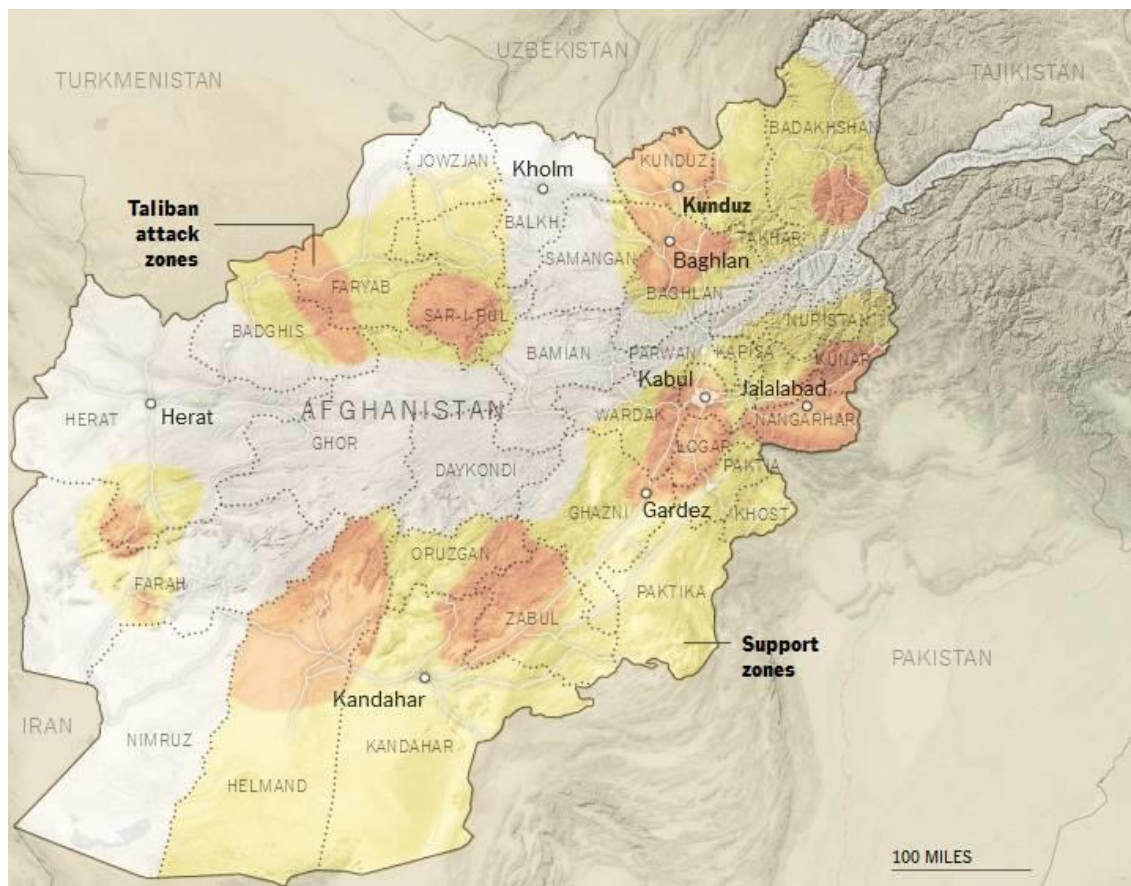 UZBEKISTAN
TURKMENISTAN
TAJIKISTAN
BADAKHSHAN
JOWZJAN
Kholm
KUNDUZ
Kunduz
Taliban
attack
zones
BALKH
TAKHAR
SAMANGAN
Baghlan
FARYAB
BAGHLAN
SAR-I-PUL
NURISTAN
BADGHIS
BAMIAN
PARWAN
KAPISA
KUNAR
Kabul
Jalalabad
HERAT
Herat
AFGHANISTAN
WARDAK
NANGARHAR
GHOR
LOGAR
DAYKONDI
PAKTIA
GHAZNI
Gardez
KHOST
ORUZGAN
FARAH
ZABUL
PAKTIKA
Support
zones
PAKISTAN
Kandahar
IRAN
NIMRUZ
KANDAHAR
HELMAND
100 MILES